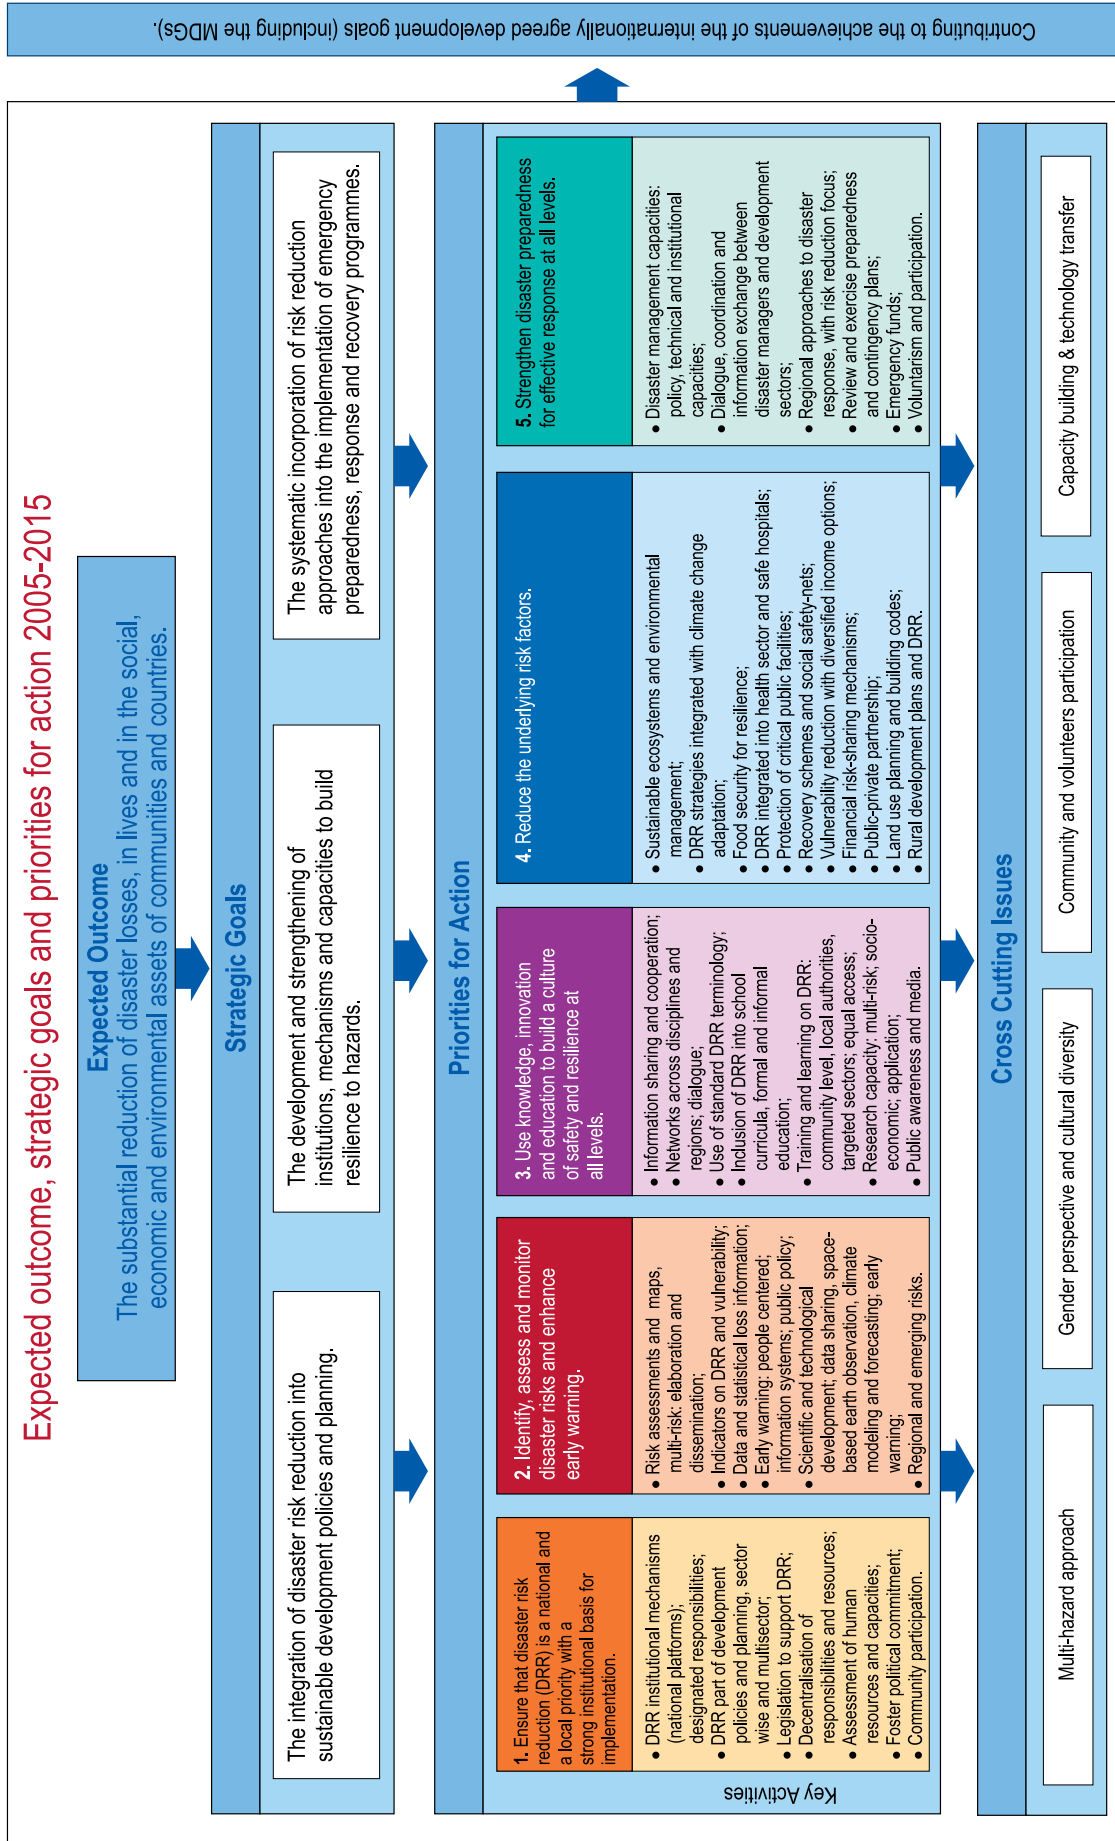 Expected outcome, strategic goals and priorities for action 2005-2015
Expected Outcome
The substantial reduction of disaster losses, in lives and in the social,
economic and environmental assets of communities and countries.
Strategic Goals
The integration of disaster risk reduction into
sustainable development policies and planning.
The development and strengthening of
institutions, mechanisms and capacities to build
resilience to hazards.
The systematic incorporation of risk reduction
approaches into the implementation of emergency
preparedness, response and recovery programmes.
Priorities for Action
1. Ensure that disaster risk
reduction (DRR) is a national and
a local priority with a
strong institutional basis for
implementation.
2. Identify, assess and monitor
disaster risks and enhance
early warning.
3. Use knowledge, innovation
and education to build a culture
of safety and resilience at
all levels.
4. Reduce the underlying risk factors.
5. Strengthen disaster preparedness
for effective response at all levels.
Key Activities
• DRR institutional mechanisms
(national platforms);
designated responsibilities;
• DRR part of development
policies and planning, sector
wise and multisector;
• Legislation to support DRR;
• Decentralisation of
responsibilities and resources;
• Assessment of human
resources and capacities;
• Foster political commitment;
• Community participation.
• Risk assessments and maps,
multi-risk: elaboration and
dissemination;
• Indicators on DRR and vulnerability;
• Data and statistical loss information;
• Early warning: people centered;
information systems; public policy;
• Scientific and technological
development; data sharing, space-
based earth observation, climate
modeling and forecasting; early
warning;
• Regional and emerging risks.
• Information sharing and cooperation;
• Networks across disciplines and
regions; dialogue;
• Use of standard DRR terminology;
• Inclusion of DRR into school
curricula, formal and informal
education;
• Training and learning on DRR:
community level, local authorities,
targeted sectors; equal access;
• Research capacity: multi-risk; socio-
economic; application;
• Public awareness and media.
• Sustainable ecosystems and environmental
management;
• DRR strategies integrated with climate change
adaptation;
• Food security for resilience;
• DRR integrated into health sector and safe hospitals;
• Protection of critical public facilities;
• Recovery schemes and social safety-nets;
• Vulnerability reduction with diversified income options;
• Financial risk-sharing mechanisms;
• Public-private partnership;
• Land use planning and building codes;
• Rural development plans and DRR.
• Disaster management capacities:
policy, technical and institutional
capacities;
• Dialogue, coordination and
information exchange between
disaster managers and development
sectors;
• Regional approaches to disaster
response, with risk reduction focus;
• Review and exercise preparedness
and contingency plans;
• Emergency funds;
• Voluntarism and participation.
Cross Cutting Issues
Multi-hazard approach
Gender perspective and cultural diversity
Community and volunteers participation
Capacity building & technology transfer
Contributing to the achievements of the internationally agreed development goals (including the MDGs).